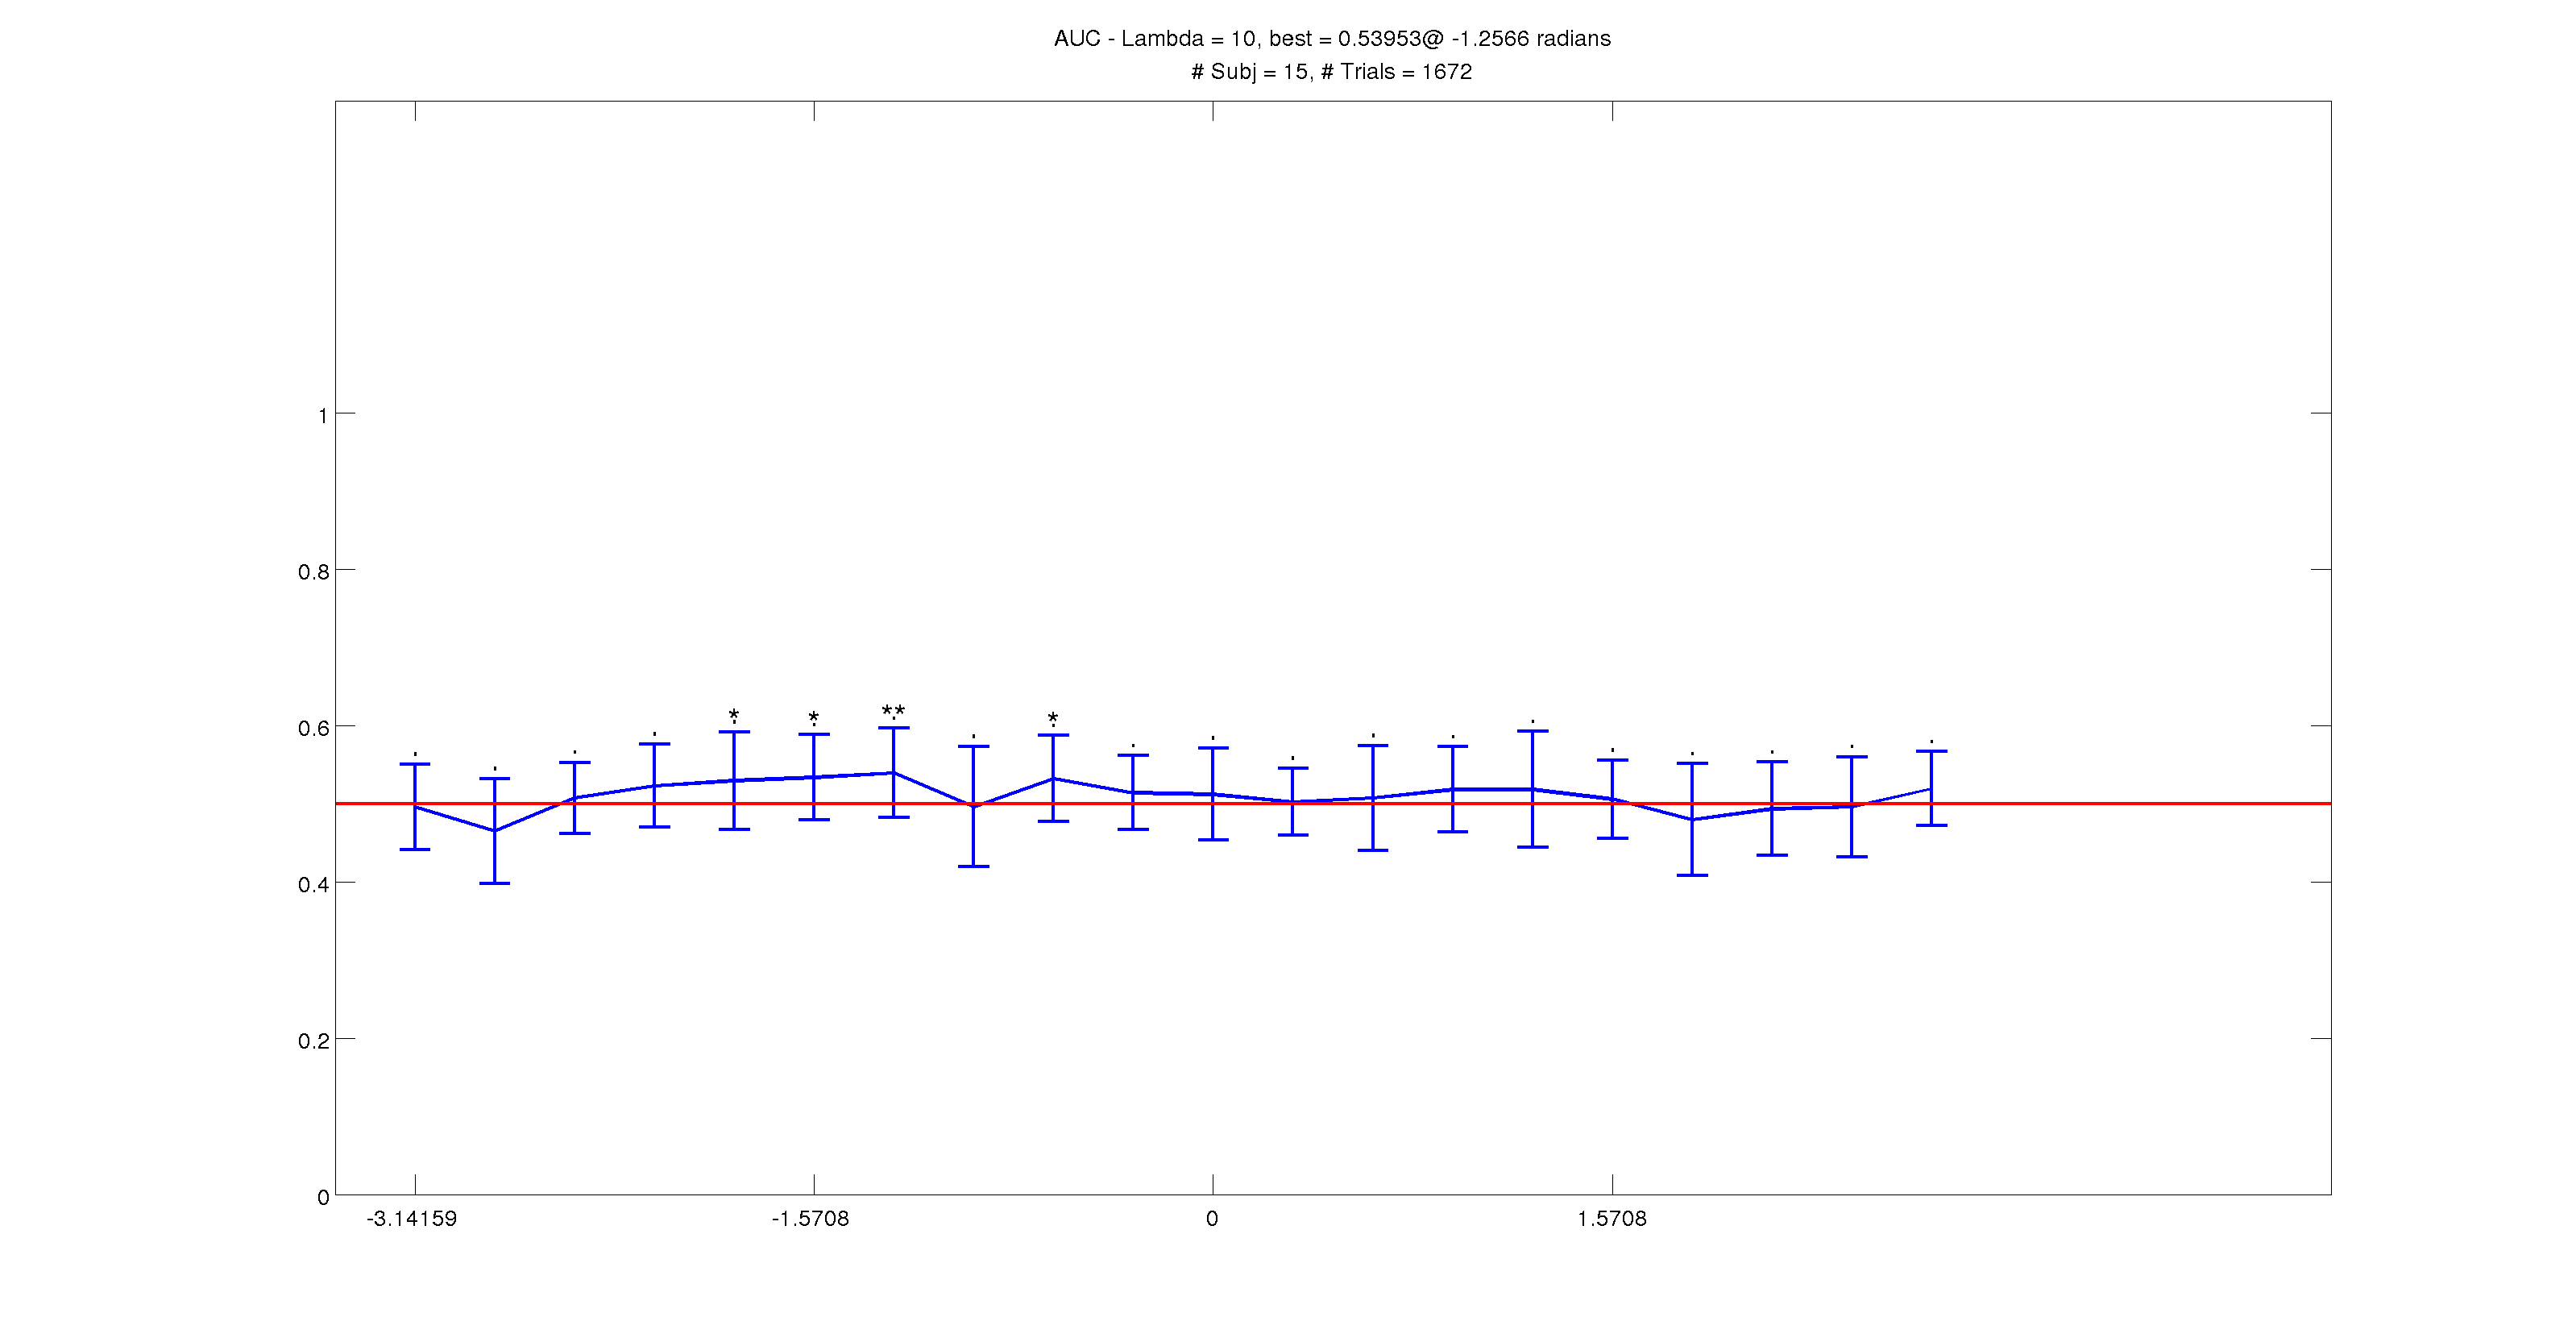 AUC - Lambda = 10, best = 0.53953@ -1.2566 radians
# Subj = 15, # Trials = 1672
1
0.8
* * ** *
0.6
0.4
0.2
0
-3.14159 -1.5708 0 1.5708